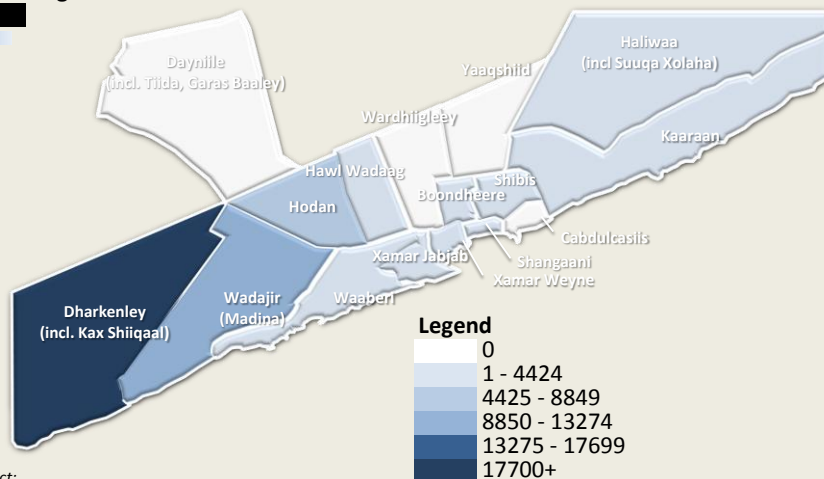 Haliwaa
(incl Suuqa Xolaha)
Daynille
(incl. Tiida, Garas Baaley)
Yaaqshiid
Wardhiigleey
Kaaraan
Hawl Wadaag
Shibis
Boondheere
Hodan
Cabdulcasiis
Xamar Jabjab
Shangaani
Xamar Weyne
Wadajir
(Madina)
Waaberi
Dharkenley
(incl. Kax Shiiqaal)
Legend
0
1 - 4424
4425 - 8849
8850 - 13274
13275 - 17699
17700+